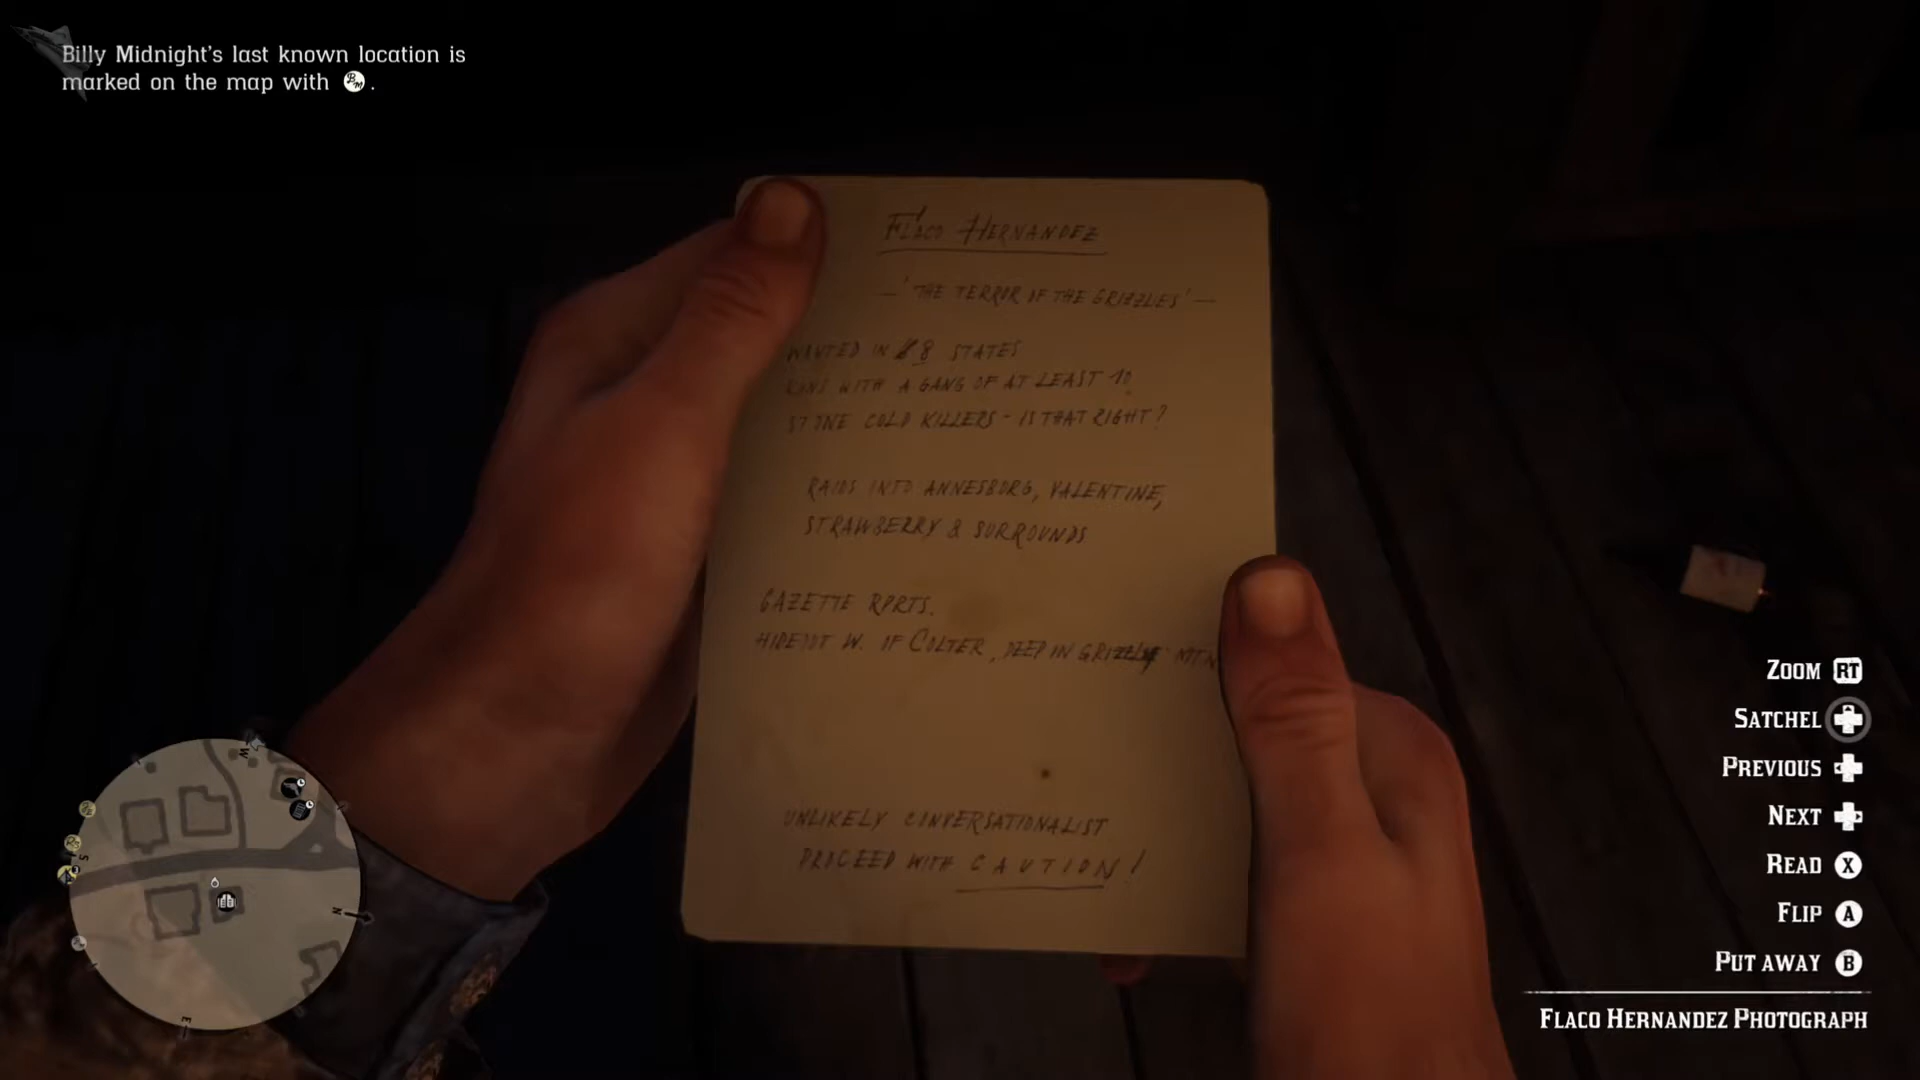 Billy Midnight's last known location is
marked on the map with BM.
FLACO HERNANDEZ
—'THE TERROR OF THE GRIZZLES'—
WANTED IN 8 STATES
RUNS WITH A GANG OF AT LEAST 10
STONE COLD KILLERS - IS THAT RIGHT?
RAIDS INTO ANNESBORG, VALENTINE,
STRAWBERRY & SURROUNDS
GAZETTE RPRTS.
HIDEOUT W. OF COLTER, DEEP IN MTN
UNLIKELY CONVERSATIONALIST
PROCEED WITH CAUTION!
ZOOM RT
SATCHEL
PREVIOUS
NEXT
READ X
FLIP A
PUT AWAY B
FLACO HERNANDEZ PHOTOGRAPH
W
S
N
E